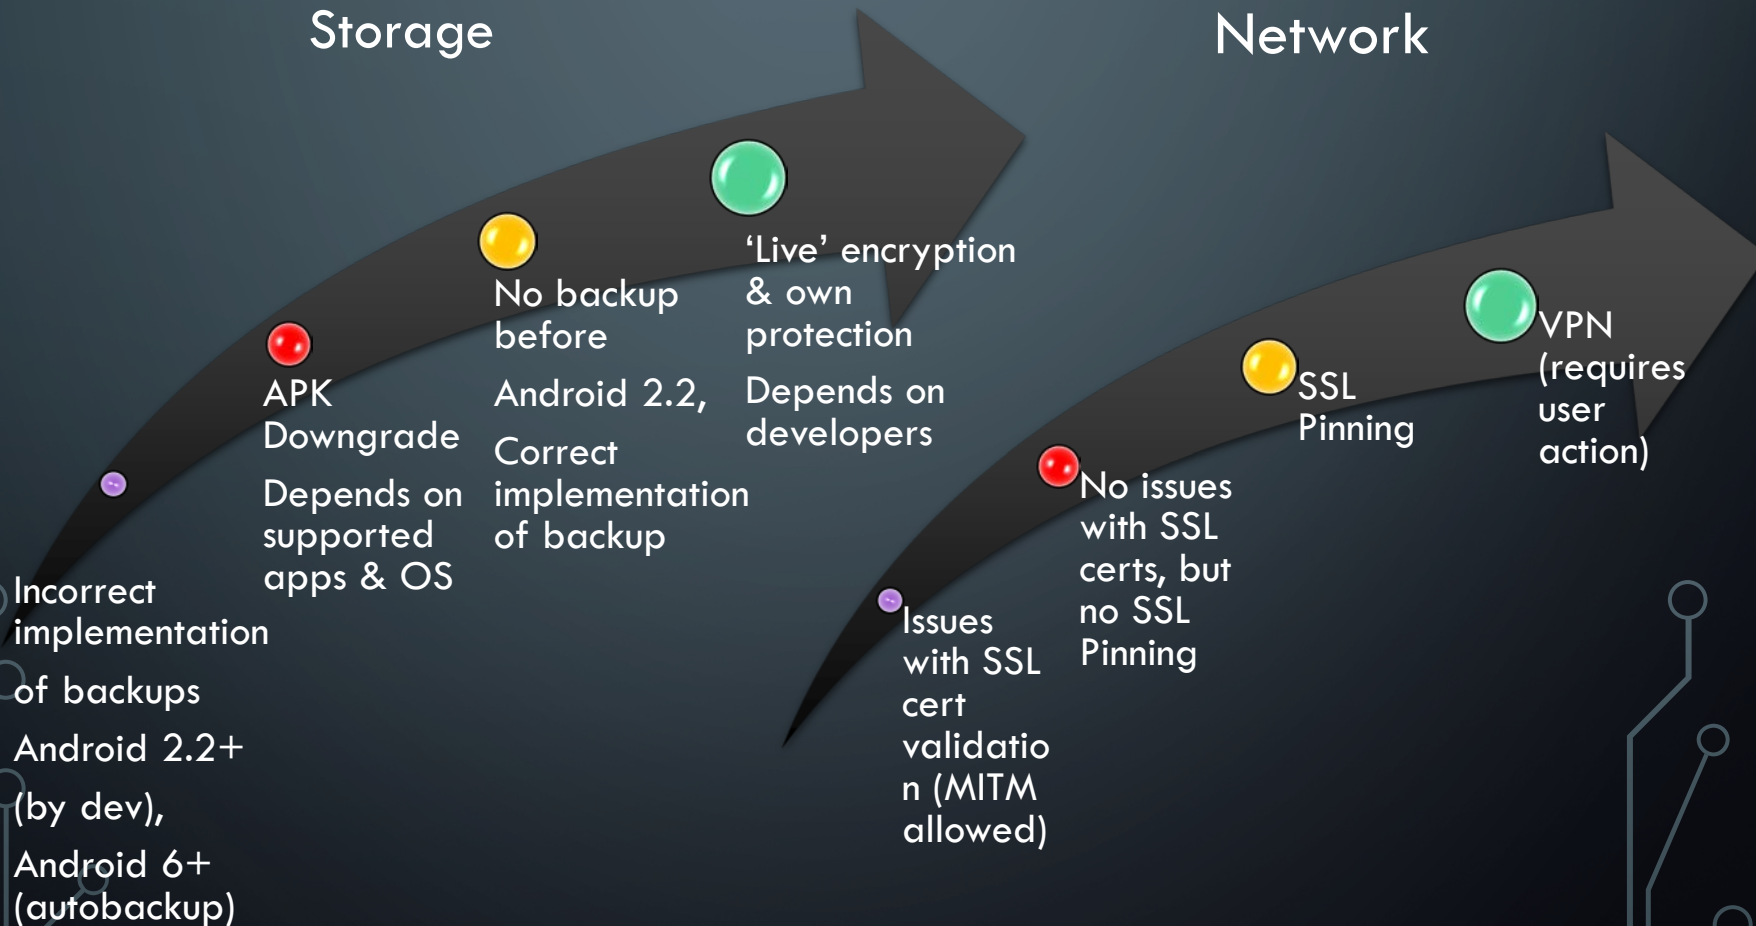 Storage
Incorrect
implementation
of backups
Android 2.2+
(by dev),
Android 6+
(autobackup)
APK
Downgrade
Depends on
supported
apps & OS
No backup
before
Android 2.2,
Correct
implementation
of backup
‘Live’ encryption
& own
protection
Depends on
developers
Network
Issues
with SSL
cert
validatio
n (MITM
allowed)
No issues
with SSL
certs, but
no SSL
Pinning
SSL
Pinning
VPN
(requires
user
action)